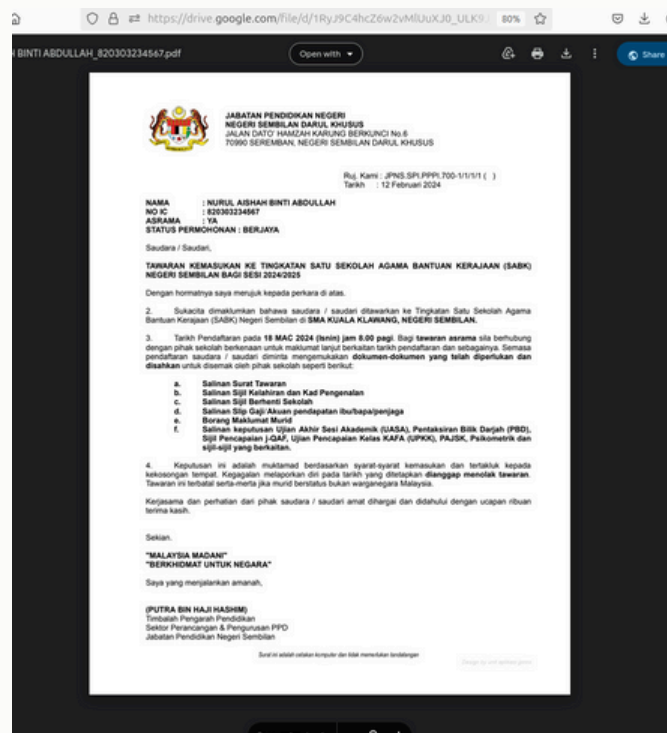 https://drive.google.com/file/d/1RyJ9C4hcZ6w2vMlUuXJ0_ULK9
80%
I BINTI ABDULLAH_820303234567.pdf
Open with
Share
JABATAN PENDIDIKAN NEGERI
NEGERI SEMBILAN DARUL KHUSUS
JALAN DATO' HAMZAH KARUNG BERKUNCI No.6
70990 SEREMBAN, NEGERI SEMBILAN DARUL KHUSUS
Ruj. Kami : JPNS.SPI.PPPI.700-1/1/1/1 ( )
Tarikh : 12 Februari 2024
NAMA : NURUL AISHAH BINTI ABDULLAH
NO IC : 820303234567
ASRAMA : YA
STATUS PERMOHONAN : BERJAYA
Saudara / Saudari,
TAWARAN KEMASUKAN KE TINGKATAN SATU SEKOLAH AGAMA BANTUAN KERAJAAN (SABK)
NEGERI SEMBILAN BAGI SESI 2024/2025
Dengan hormatnya saya merujuk kepada perkara di atas.
2. Sukacita dimaklumkan bahawa saudara / saudari ditawarkan ke Tingkatan Satu Sekolah Agama
Bantuan Kerajaan (SABK) Negeri Sembilan di SMA KUALA KLAWANG, NEGERI SEMBILAN.
3. Tarikh Pendaftaran pada 18 MAC 2024 (Isnin) jam 8.00 pagi. Bagi tawaran asrama sila berhubung
dengan pihak sekolah berkenaan untuk maklumat lanjut berkaitan tarikh pendaftaran dan sebagainya. Semasa
pendaftaran saudara / saudari diminta mengemukakan dokumen-dokumen yang telah diperlukan dan
disahkan untuk disemak oleh pihak sekolah seperti berikut:
a. Salinan Surat Tawaran
b. Salinan Sijil Kelahiran dan Kad Pengenalan
c. Salinan Sijil Berhenti Sekolah
d. Salinan Slip Gaji/ Akuan pendapatan ibu/bapa/penjaga
e. Borang Maklumat Murid
f. Salinan keputusan Ujian Akhir Sesi Akademik (UASA), Pentaksiran Bilik Darjah (PBD),
Sijil Pencapaian j-QAF, Ujian Pencapaian Kelas KAFA (UPKK), PAJSK, Psikometrik dan
sijil-sijil yang berkaitan.
4. Keputusan ini adalah muktamad berdasarkan syarat-syarat kemasukan dan tertakluk kepada
kekosongan tempat. Kegagalan melaporkan diri pada tarikh yang ditetapkan dianggap menolak tawaran.
Tawaran ini terbatal serta-merta jika murid berstatus bukan warganegara Malaysia.
Kerjasama dan perhatian dari pihak saudara / saudari amat dihargai dan didahului dengan ucapan ribuan
terima kasih.
Sekian.
"MALAYSIA MADANI"
"BERKHIDMAT UNTUK NEGARA"
Saya yang menjalankan amanah,
(PUTRA BIN HAJI HASHIM)
Timbalah Pengarah Pendidikan
Sektor Perancangan & Pengurusan PPD
Jabatan Pendidikan Negeri Sembilan
Surat ini adalah cetakan komputer dan tidak memerlukan tandatangan